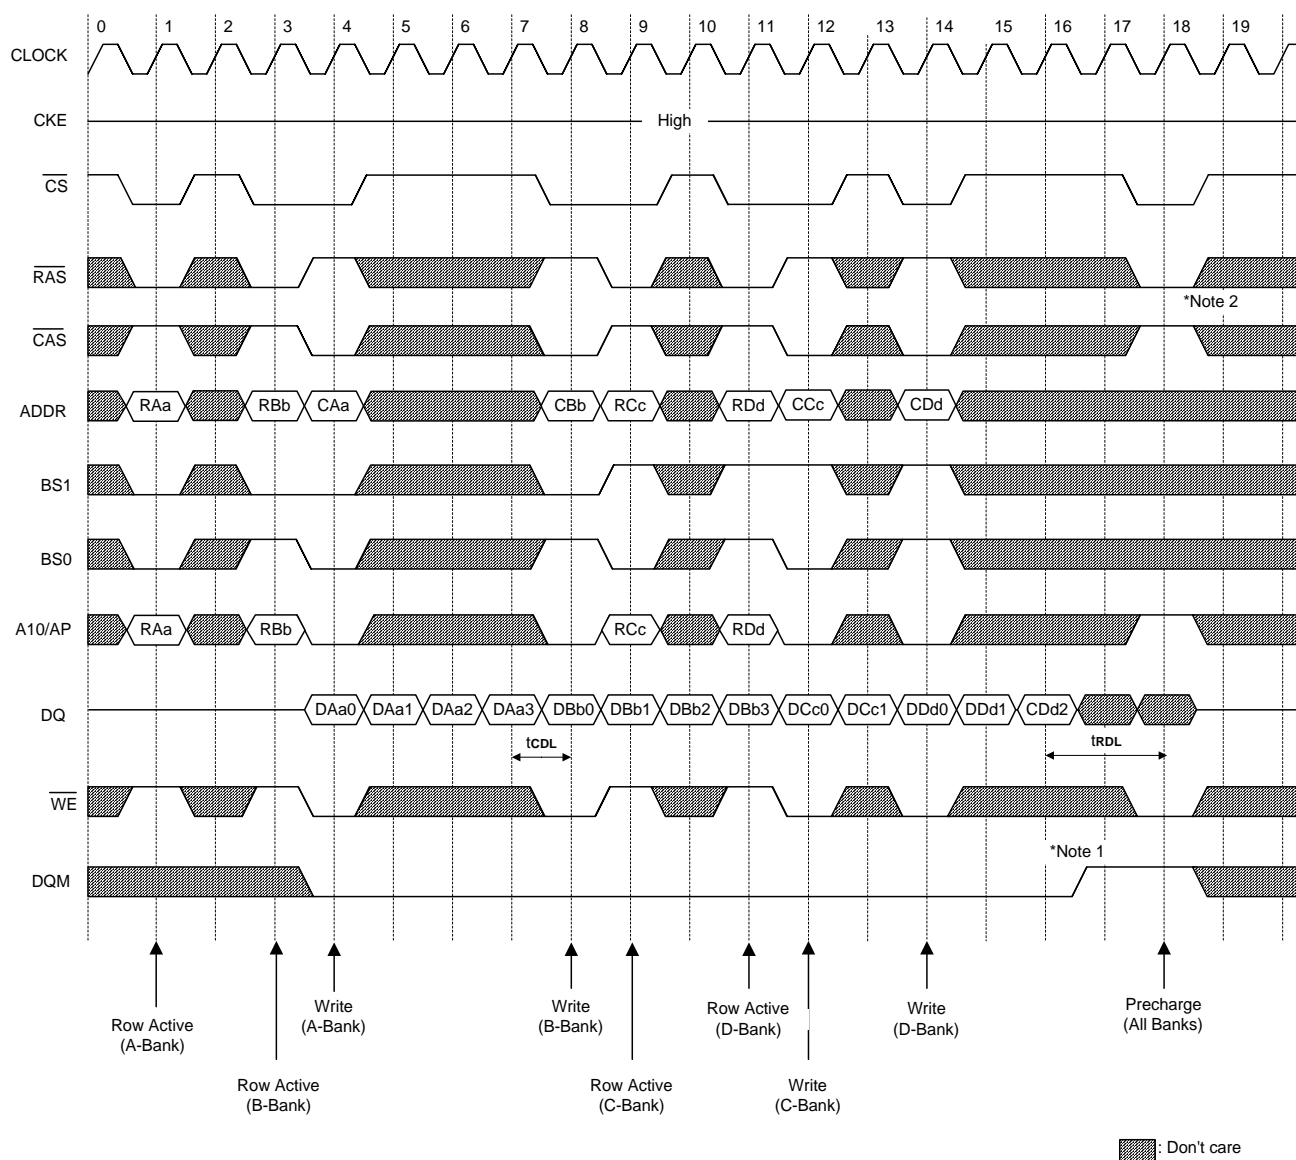 0 1 2 3 4 5 6 7 8 9 10 11 12 13 14 15 16 17 18 19
CLOCK
CKE High
CS
RAS
*Note 2
CAS
ADDR RAa RBb CAa CBb RCc RDd CCc CDd
BS1
BS0
A10/AP RAa RBb RCc RDd
DQ DAa0 DAa1 DAa2 DAa3 DBb0 DBb1 DBb2 DBb3 DCc0 DCc1 DDd0 DDd1 CDd2
tCDL tRDL
WE
*Note 1
DQM
Row Active
(A-Bank)
Row Active
(B-Bank)
Write
(A-Bank)
Write
(B-Bank)
Row Active
(C-Bank)
Row Active
(D-Bank)
Write
(C-Bank)
Write
(D-Bank)
Precharge
(All Banks)
: Don't care